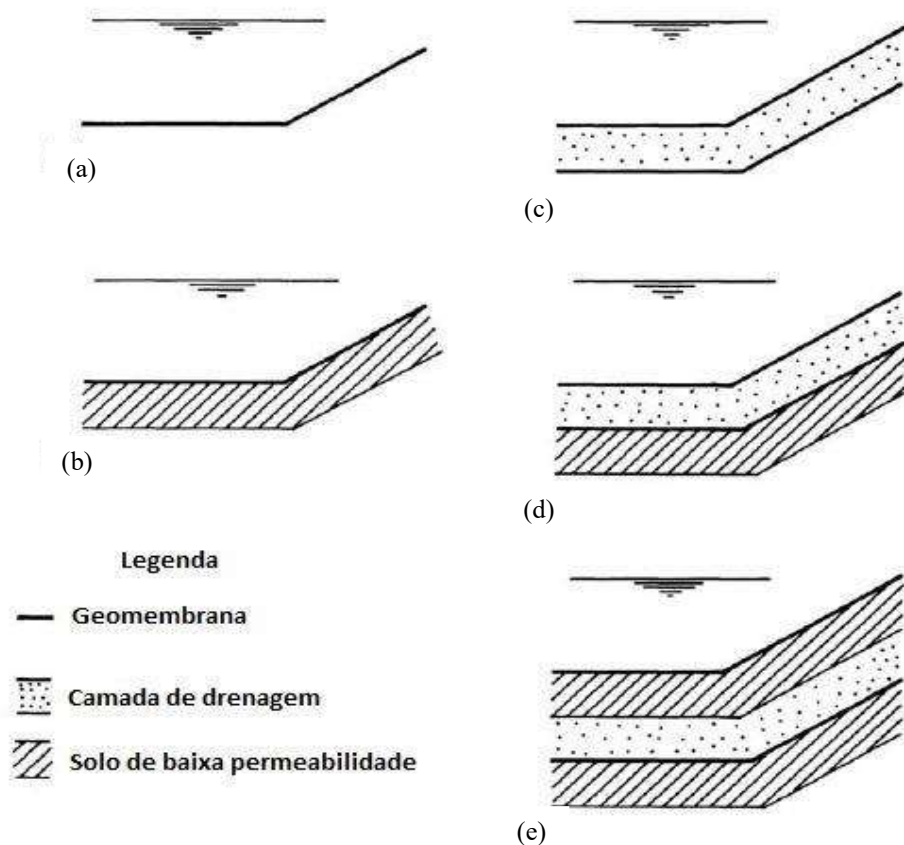 (a)
(c)
(b)
(d)
Legenda
Geomembrana
Camada de drenagem
Solo de baixa permeabilidade
(e)